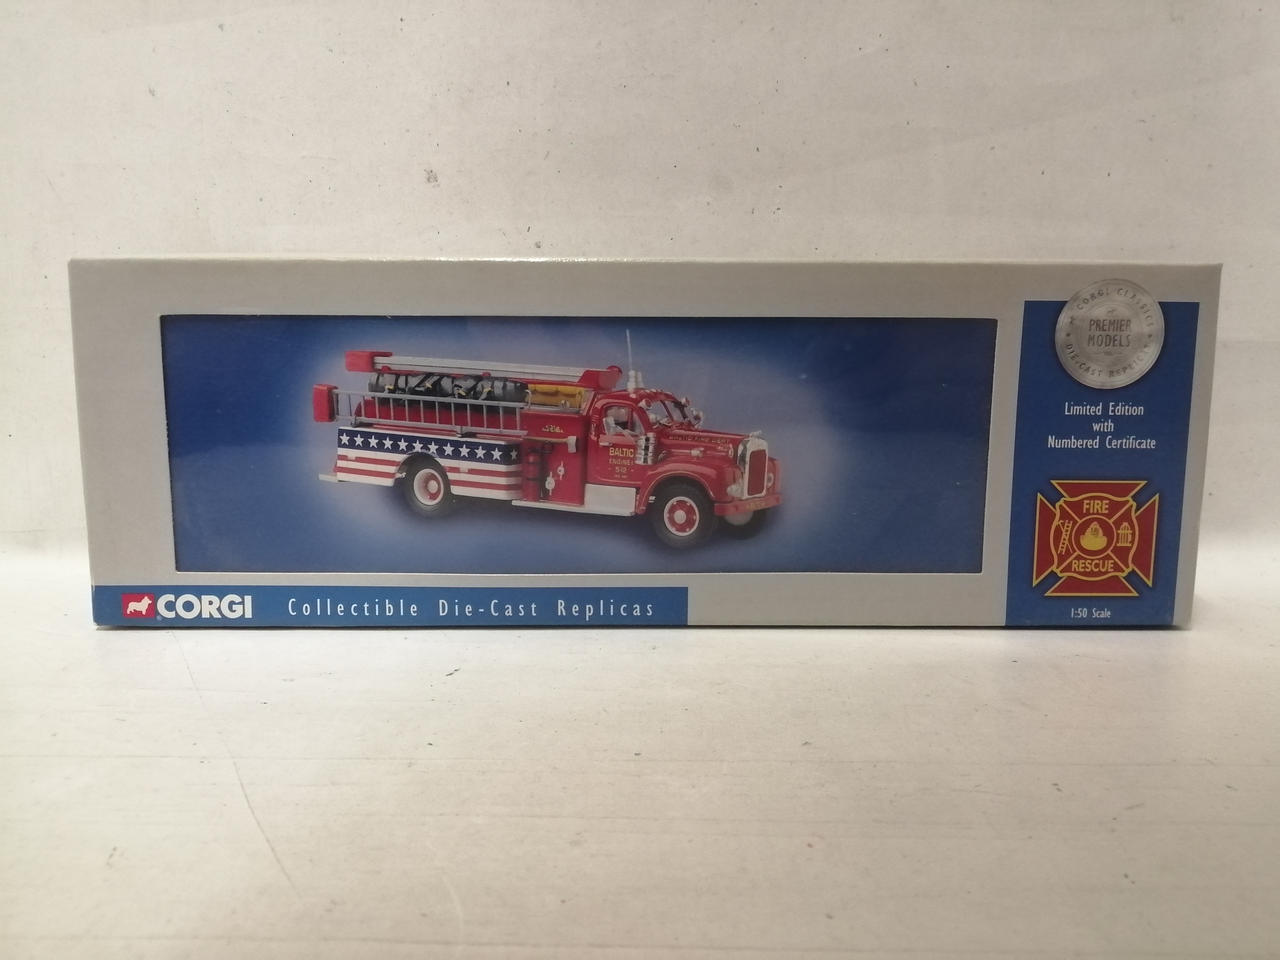 CORGI CLASSICS
PREMIER
MODELS
DIE-CAST REPLICAS
Limited Edition
with
Numbered Certificate
FIRE
RESCUE
1:50 Scale
BALTIC
ENGINE
CORGI Collectible Die-Cast Replicas